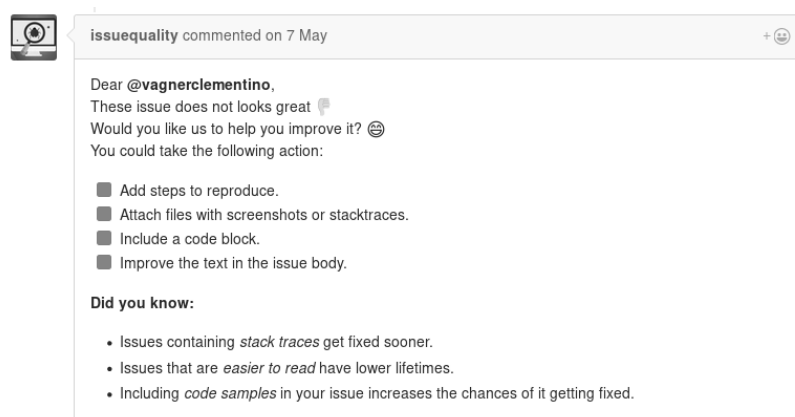 issuequality commented on 7 May
Dear @vagnerclementino,
These issue does not looks great 👎
Would you like us to help you improve it? 😄
You could take the following action:
Add steps to reproduce.
Attach files with screenshots or stacktraces.
Include a code block.
Improve the text in the issue body.
Did you know:
• Issues containing stack traces get fixed sooner.
• Issues that are easier to read have lower lifetimes.
• Including code samples in your issue increases the chances of it getting fixed.